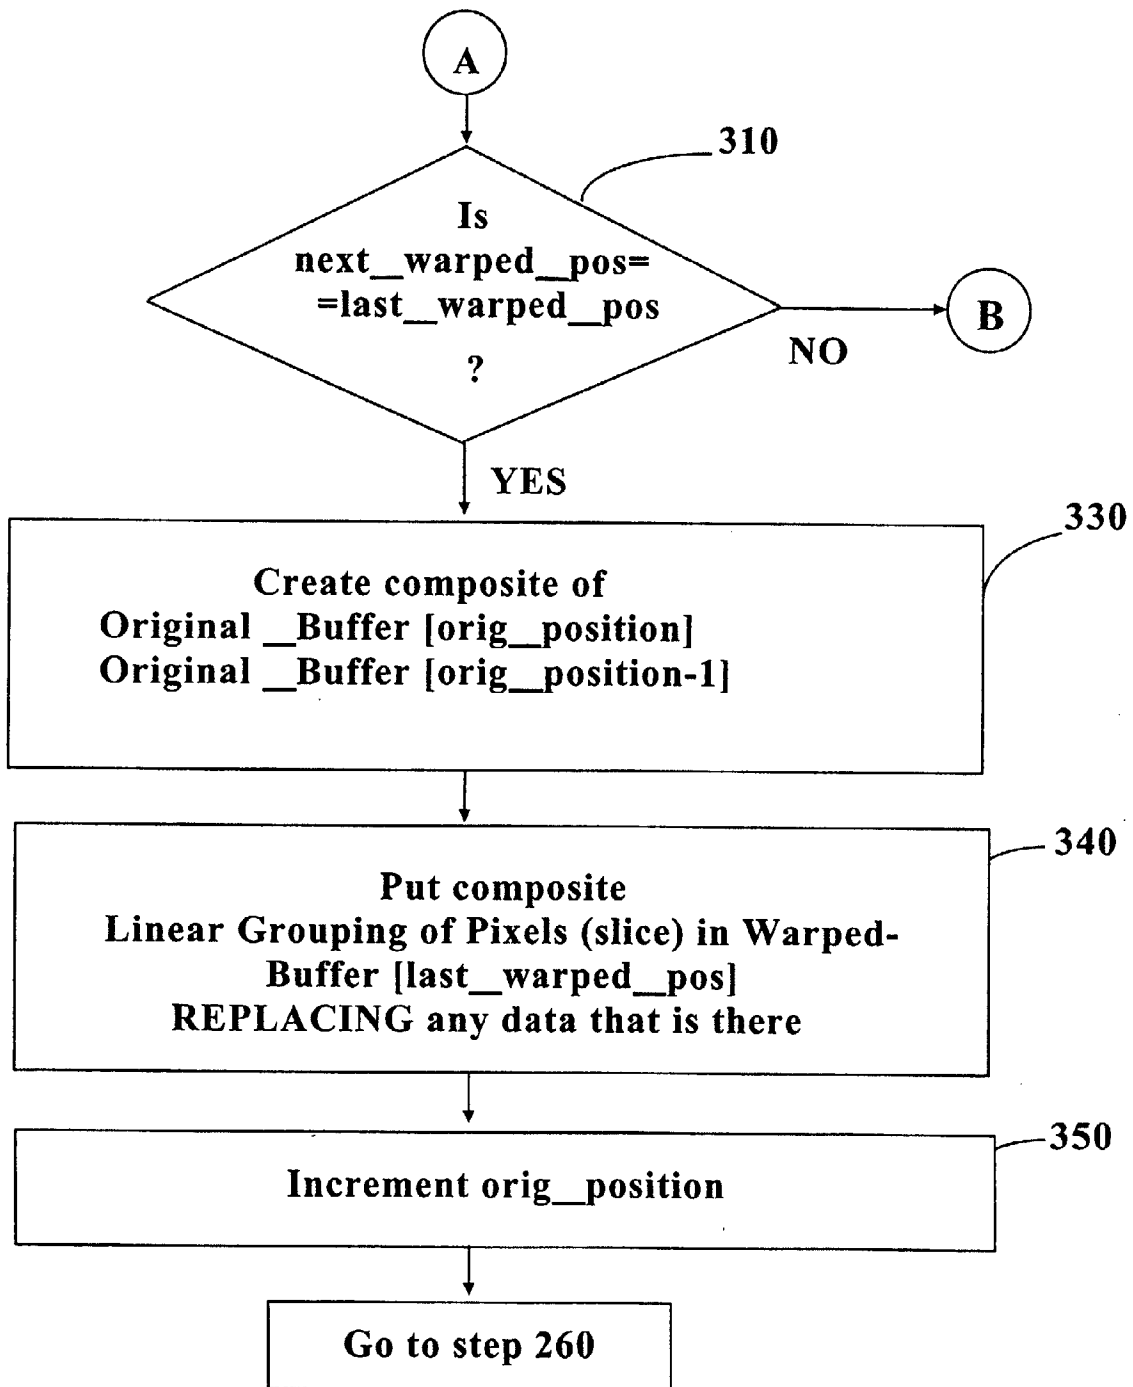 A
310
Is
next__warped__pos=
=last__warped__pos
?
NO
B
YES
330
Create composite of
Original __Buffer [orig__position]
Original __Buffer [orig__position-1]
340
Put composite
Linear Grouping of Pixels (slice) in Warped-
Buffer [last__warped__pos]
REPLACING any data that is there
350
Increment orig__position
Go to step 260